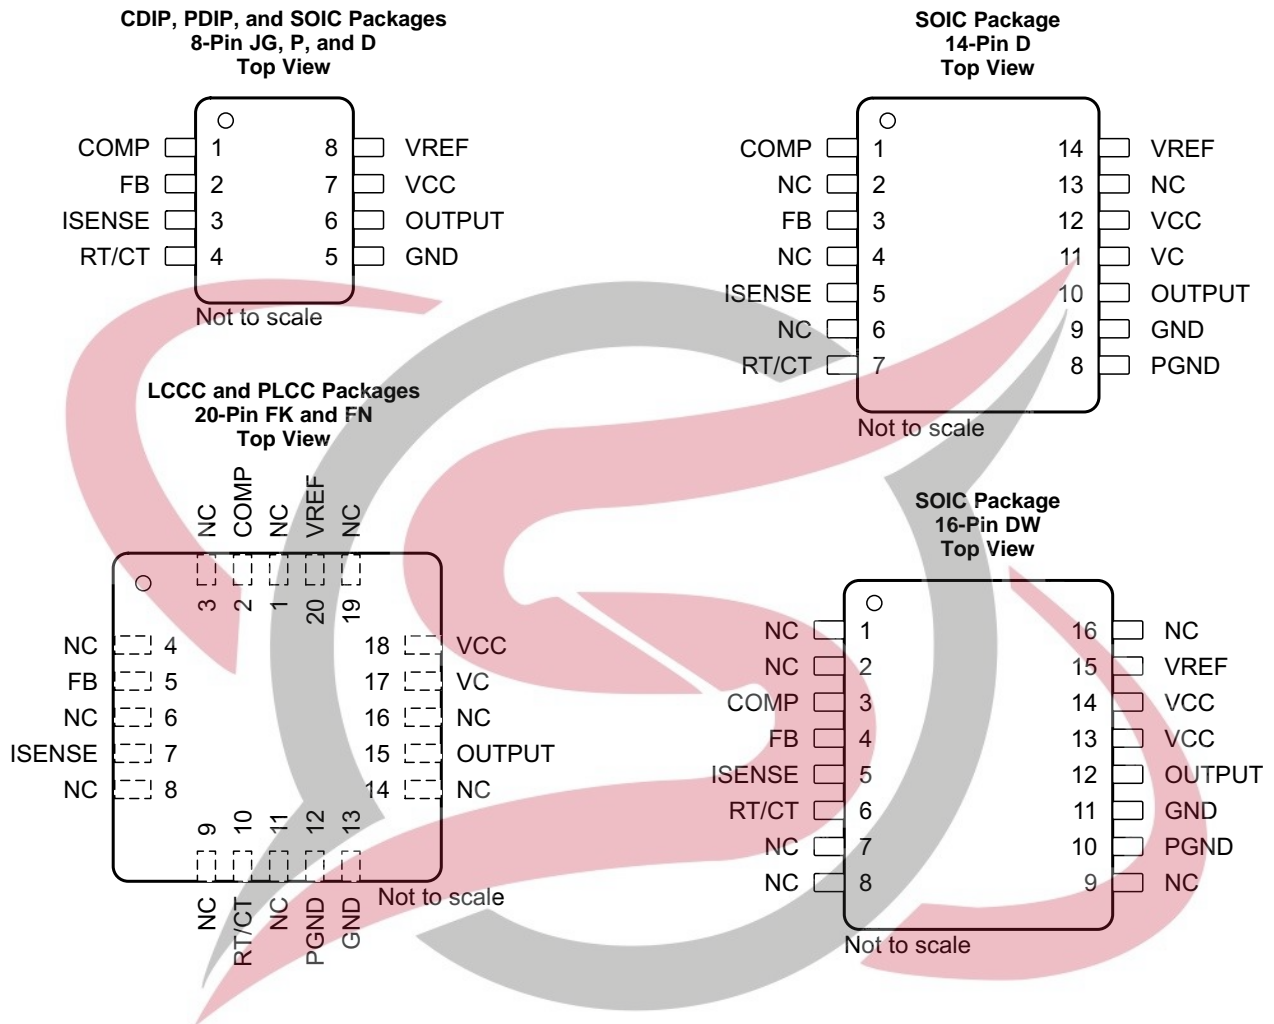 CDIP, PDIP, and SOIC Packages
8-Pin JG, P, and D
Top View
COMP 1 8 VREF
FB 2 7 VCC
ISENSE 3 6 OUTPUT
RT/CT 4 5 GND
Not to scale
SOIC Package
14-Pin D
Top View
COMP 1 14 VREF
NC 2 13 NC
FB 3 12 VCC
NC 4 11 VC
ISENSE 5 10 OUTPUT
NC 6 9 GND
RT/CT 7 8 PGND
Not to scale
LCCC and PLCC Packages
20-Pin FK and FN
Top View
NC COMP NC VREF NC
3 2 1 20 19
NC 4 18 VCC
FB 5 17 VC
NC 6 16 NC
ISENSE 7 15 OUTPUT
NC 8 14 NC
9 10 11 12 13
NC RT/CT NC PGND GND
Not to scale
SOIC Package
16-Pin DW
Top View
NC 1 16 NC
NC 2 15 VREF
COMP 3 14 VCC
FB 4 13 VCC
ISENSE 5 12 OUTPUT
RT/CT 6 11 GND
NC 7 10 PGND
NC 8 9 NC
Not to scale